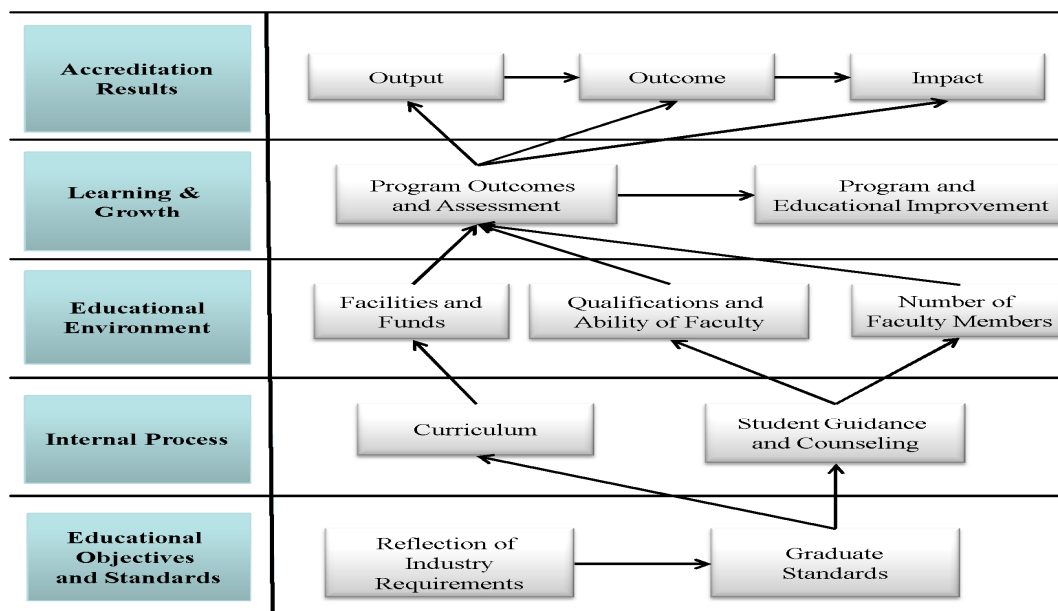 Accreditation
Results
Output
Outcome
Impact
Learning &
Growth
Program Outcomes
and Assessment
Program and
Educational Improvement
Educational
Environment
Facilities and
Funds
Qualifications and
Ability of Faculty
Number of
Faculty Members
Internal Process
Curriculum
Student Guidance
and Counseling
Educational
Objectives
and Standards
Reflection of
Industry
Requirements
Graduate
Standards